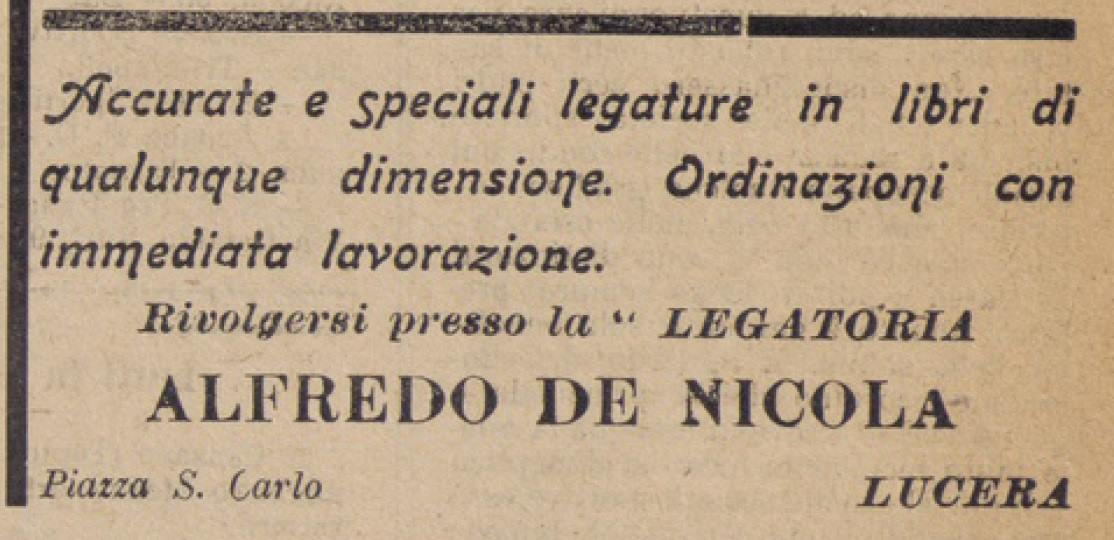 Accurate e speciali legature in libri di
qualunque dimensione. Ordinazioni con
immediata lavorazione.
Rivolgersi presso la “ LEGATORIA
ALFREDO DE NICOLA
Piazza S. Carlo LUCERA